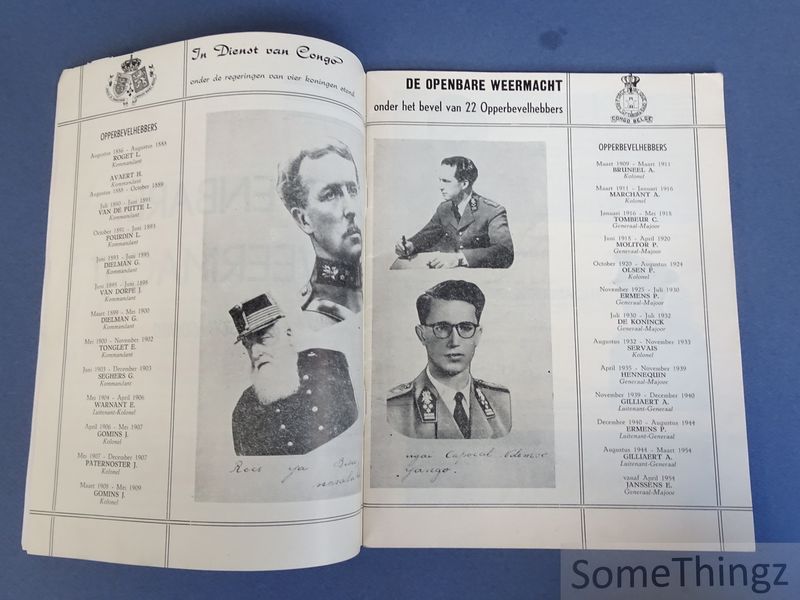 In Dienst van Congo
onder de regeringen van vier koningen stond
OPPERBEVELHEBBERS
Augustus 1886 - Augustus 1888
ROGET L.
Kommandant
AVAERT H.
Kommandant
Augustus 1888 - October 1889
Juli 1890 - Juni 1891
VAN DE PUTTE L.
Kommandant
October 1891 - Juni 1893
FOURDIN L.
Kommandant
Juni 1893 - Juni 1895
DIELMAN G.
Kommandant
Juni 1895 - Juni 1898
VAN DORPE J.
Kommandant
Maart 1899 - Mei 1900
DIELMAN G.
Kommandant
Mei 1900 - November 1902
TONGLET E.
Kommandant
Juni 1903 - December 1903
SEGHERS G.
Kommandant
Mei 1904 - April 1906
WARNANT E.
Luitenant-Kolonel
April 1906 - Mei 1907
GOMINS J.
Kolonel
Mei 1907 - December 1907
PATERNOSTER J.
Kolonel
Maart 1908 - Mei 1909
GOMINS J.
Kolonel
ya
DE OPENBARE WEERMACHT
onder het bevel van 22 Opperbevelhebbers
CONGO BELGE
ngai Caporal
OPPERBEVELHEBBERS
Maart 1909 - Maart 1911
BRUNEEL A.
Kolonel
Maart 1911 - Januari 1916
MARCHANT A.
Kolonel
Januari 1916 - Mei 1918
TOMBEUR C.
Generaal-Majoor
Juni 1918 - April 1920
MOLITOR P.
Generaal-Majoor
October 1920 - Augustus 1924
OLSEN F.
Kolonel
November 1925 - Juli 1930
ERMENS P.
Generaal-Majoor
Juli 1930 - Juli 1932
DE KONINCK
Generaal-Majoor
Augustus 1932 - November 1933
SERVAIS
Kolonel
April 1935 - November 1939
HENNEQUIN
Generaal-Majoor
November 1939 - December 1940
GILLIAERT A.
Luitenant-Generaal
December 1940 - Augustus 1944
ERMENS P.
Luitenant-Generaal
Augustus 1944 - Maart 1954
GILLIAERT A.
Luitenant-Generaal
vanaf April 1954
JANSSENS E.
Generaal-Majoor
SomeThingz